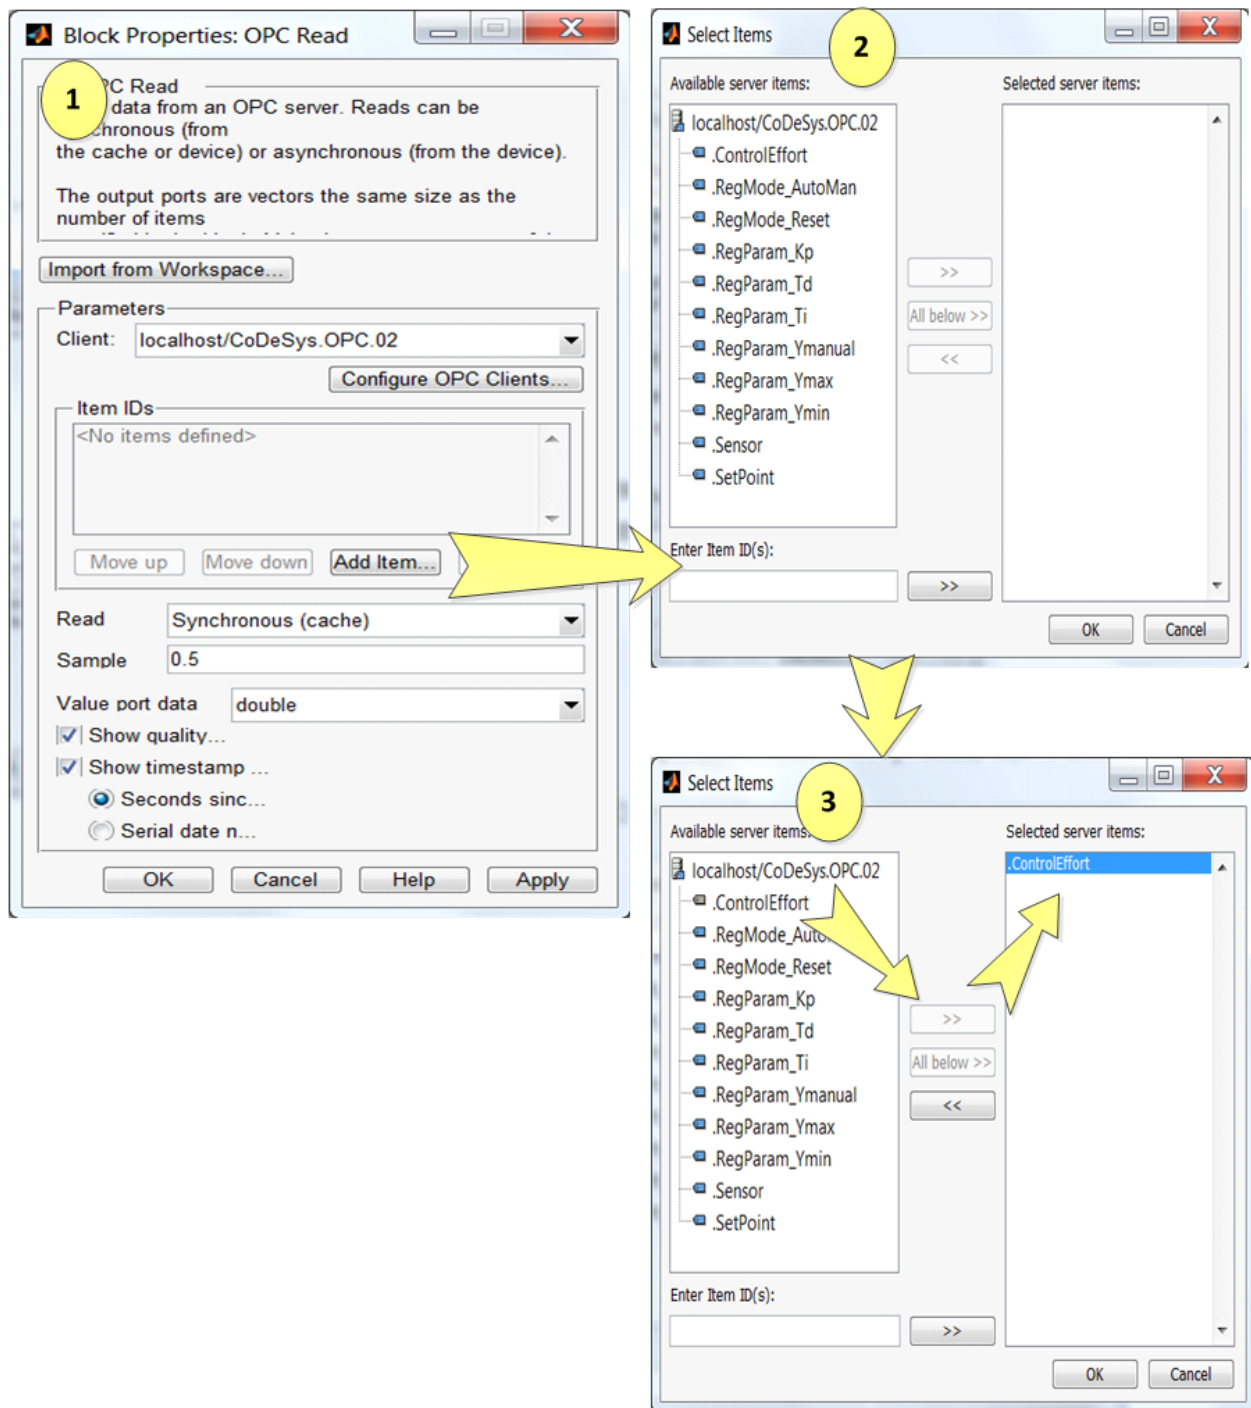 Block Properties: OPC Read
1
PC Read
data from an OPC server. Reads can be
chronous (from
the cache or device) or asynchronous (from the device).
The output ports are vectors the same size as the
number of items
Import from Workspace...
Parameters
Client: localhost/CoDeSys.OPC.02
Configure OPC Clients...
Item IDs
<No items defined>
Move up Move down Add Item...
Read Synchronous (cache)
Sample 0.5
Value port data double
Show quality...
Show timestamp ...
Seconds sinc...
Serial date n...
OK Cancel Help Apply
Select Items
2
Available server items: Selected server items:
localhost/CoDeSys.OPC.02
.ControlEffort
.RegMode_AutoMan
.RegMode_Reset
.RegParam_Kp
.RegParam_Td
.RegParam_Ti
.RegParam_Ymanual
.RegParam_Ymax
.RegParam_Ymin
.Sensor
.SetPoint
>>
All below >>
<<
Enter Item ID(s):
>>
OK Cancel
Select Items
3
Available server items: Selected server items:
localhost/CoDeSys.OPC.02
.ControlEffort
.RegMode_Auto
.RegMode_Reset
.RegParam_Kp
.RegParam_Td
.RegParam_Ti
.RegParam_Ymanual
.RegParam_Ymax
.RegParam_Ymin
.Sensor
.SetPoint
>>
All below >>
<<
.ControlEffort
Enter Item ID(s):
>>
OK Cancel